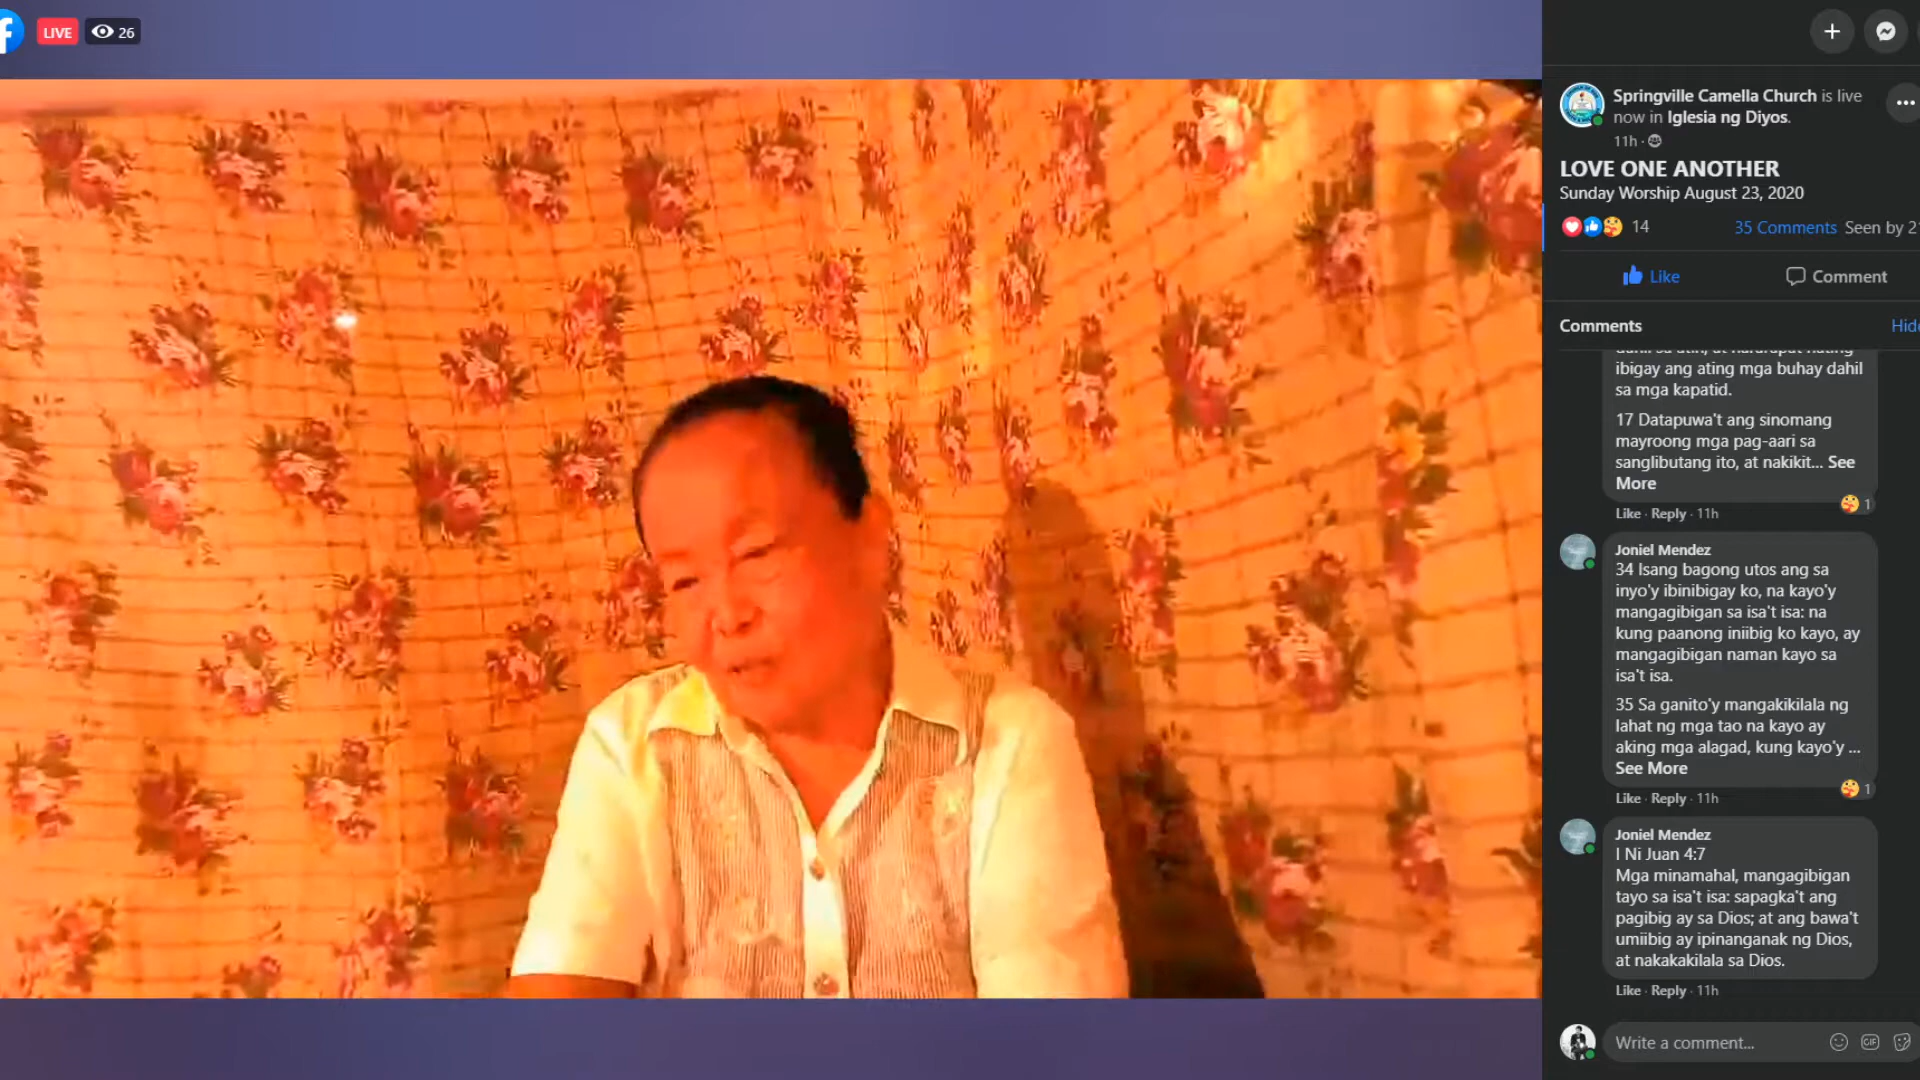 LIVE 26
Springville Camella Church is live
now in Iglesia ng Diyos.
11h
LOVE ONE ANOTHER
Sunday Worship August 23, 2020
14 35 Comments Seen by
Like Comment
Comments
ibigay ang ating mga buhay dahil
sa mga kapatid.
17 Datapuwa't ang sinomang
mayroong mga pag-aari sa
sanglibutang ito, at nakikit... See
More
1
Like · Reply · 11h
Joniel Mendez
34 Isang bagong utos ang sa
inyo'y ibinibigay ko, na kayo'y
mangagibigan sa isa't isa: na
kung paanong iniibig ko kayo, ay
mangagibigan naman kayo sa
isa't isa.
35 Sa ganito'y mangakikilala ng
lahat ng mga tao na kayo ay
aking mga alagad, kung kayo'y ...
See More
1
Like · Reply · 11h
Joniel Mendez
I Ni Juan 4:7
Mga minamahal, mangagibigan
tayo sa isa't isa: sapagka't ang
pagibig ay sa Dios; at ang bawa't
umiibig ay ipinanganak ng Dios,
at nakakakilala sa Dios.
Like · Reply · 11h
Write a comment...
GIF